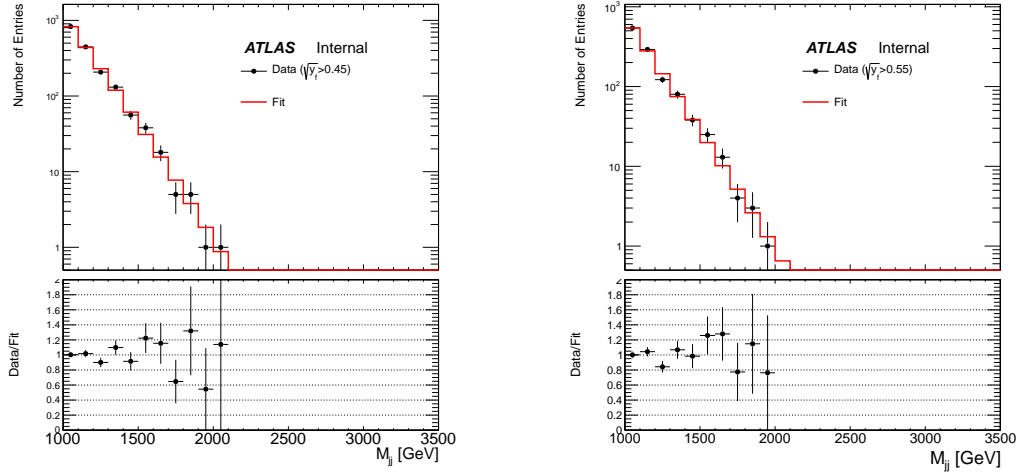 Number of Entries
10³
10²
10
1
ATLAS Internal
Data (√y_f>0.45)
Fit
Data/Fit
2
1.8
1.6
1.4
1.2
1
0.8
0.6
0.4
0.2
0
1000 1500 2000 2500 3000 3500
M_jj [GeV]
Number of Entries
10³
10²
10
1
ATLAS Internal
Data (√y_f>0.55)
Fit
Data/Fit
2
1.8
1.6
1.4
1.2
1
0.8
0.6
0.4
0.2
0
1000 1500 2000 2500 3000 3500
M_jj [GeV]